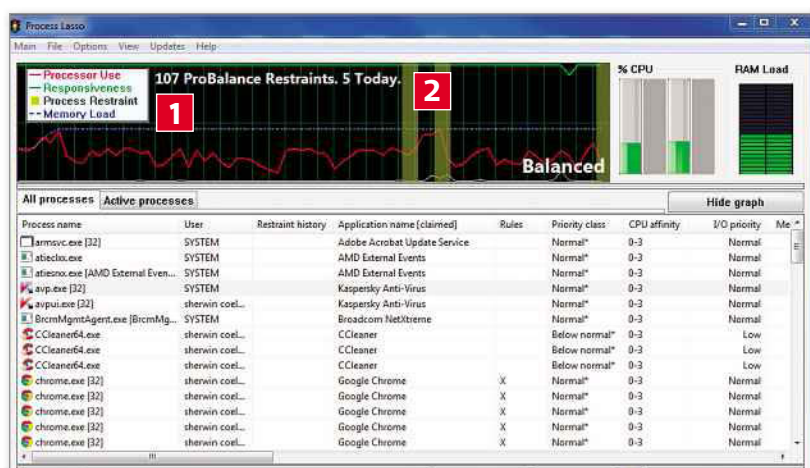 Process Lasso
Main File Options View Updates Help
Processor Use
Responsiveness
Process Restraint
Memory Load
1
107 ProBalance Restraints. 5 Today.
2
Balanced
% CPU
RAM Load
All processes Active processes
Hide graph
Process name User Restraint history Application name [claimed] Rules Priority class CPU affinity I/O priority Me
armsvc.exe [32] SYSTEM Adobe Acrobat Update Service Normal* 0-3 Normal
atieclxx.exe SYSTEM AMD External Events Normal* 0-3 Normal
atiesrxx.exe [AMD External Even... SYSTEM AMD External Events Normal* 0-3 Normal
avp.exe [32] SYSTEM Kaspersky Anti-Virus Normal* 0-3 Normal
avpui.exe [32] sherwin coel... Kaspersky Anti-Virus Normal* 0-3 Normal
BrcmMgmtAgent.exe [BrcmMg... SYSTEM Broadcom NetXtreme Normal* 0-3 Normal
CCleaner64.exe sherwin coel... CCleaner Below normal* 0-3 Low
CCleaner64.exe sherwin coel... CCleaner Below normal* 0-3 Low
CCleaner64.exe sherwin coel... CCleaner Below normal* 0-3 Low
chrome.exe [32] sherwin coel... Google Chrome X Normal* 0-3 Normal
chrome.exe [32] sherwin coel... Google Chrome X Normal* 0-3 Normal
chrome.exe [32] sherwin coel... Google Chrome X Normal* 0-3 Normal
chrome.exe [32] sherwin coel... Google Chrome X Normal* 0-3 Normal
chrome.exe [32] sherwin coel... Google Chrome X Normal* 0-3 Normal